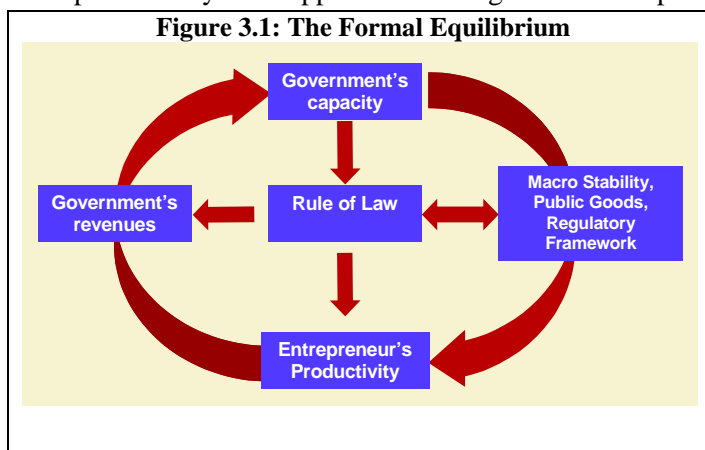 Figure 3.1: The Formal Equilibrium
Government's
capacity
Government's
revenues
Rule of Law
Macro Stability,
Public Goods,
Regulatory
Framework
Entrepreneur's
Productivity